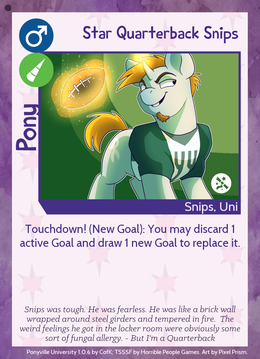 Star Quarterback Snips
Pony
Snips, Uni
Touchdown! (New Goal): You may discard 1
active Goal and draw 1 new Goal to replace it.
Snips was tough. He was fearless. He was like a brick wall
wrapped around steel girders and tempered in fire. The
weird feelings he got in the locker room were obviously some
sort of fungal allergy. - But I'm a Quarterback
Ponyville University 1.0.6 by CofK, TSSSF by Horrible People Games. Art by Pixel Prism.